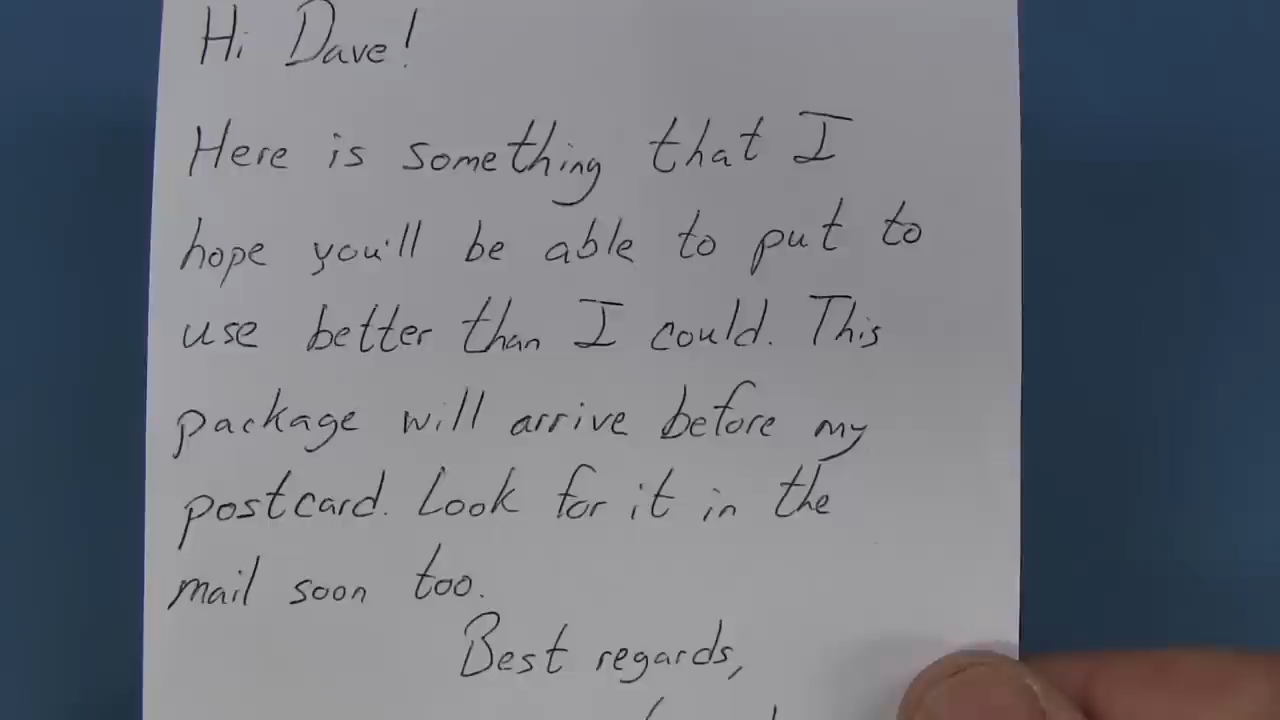 Hi Dave!
Here is something that I
hope you'll be able to put to
use better than I could. This
package will arrive before my
postcard. Look for it in the
mail soon too.
Best regards,